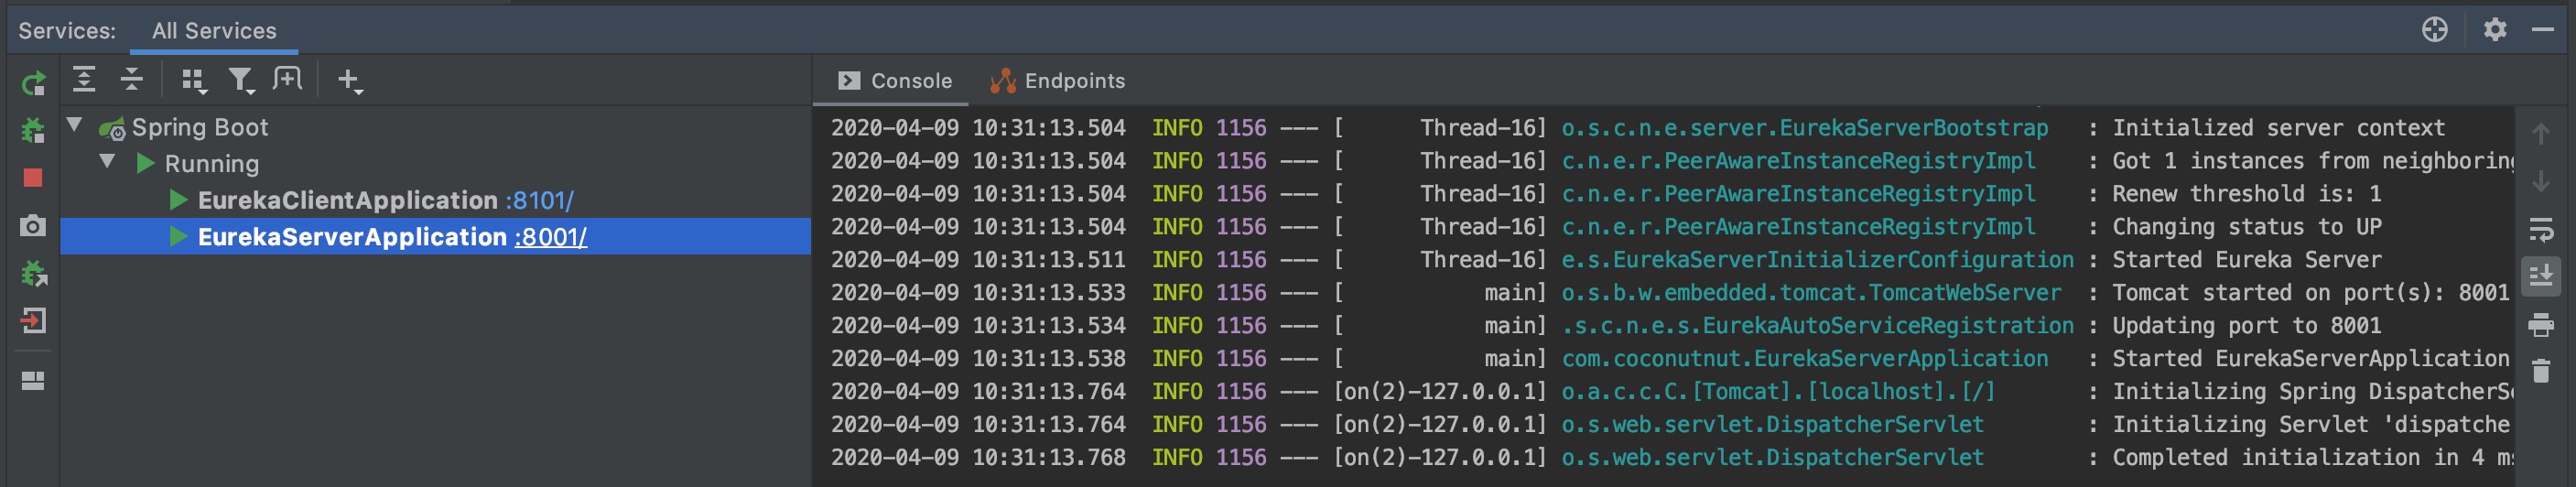 Services: All Services
Console Endpoints
Spring Boot
Running
EurekaClientApplication :8101/
EurekaServerApplication :8001/
2020-04-09 10:31:13.504 INFO 1156 --- [ Thread-16] o.s.c.n.e.server.EurekaServerBootstrap : Initialized server context
2020-04-09 10:31:13.504 INFO 1156 --- [ Thread-16] c.n.e.r.PeerAwareInstanceRegistryImpl : Got 1 instances from neighboring
2020-04-09 10:31:13.504 INFO 1156 --- [ Thread-16] c.n.e.r.PeerAwareInstanceRegistryImpl : Renew threshold is: 1
2020-04-09 10:31:13.504 INFO 1156 --- [ Thread-16] c.n.e.r.PeerAwareInstanceRegistryImpl : Changing status to UP
2020-04-09 10:31:13.511 INFO 1156 --- [ Thread-16] e.s.EurekaServerInitializerConfiguration : Started Eureka Server
2020-04-09 10:31:13.533 INFO 1156 --- [ main] o.s.b.w.embedded.tomcat.TomcatWebServer : Tomcat started on port(s): 8001
2020-04-09 10:31:13.534 INFO 1156 --- [ main] .s.c.n.e.s.EurekaAutoServiceRegistration : Updating port to 8001
2020-04-09 10:31:13.538 INFO 1156 --- [ main] com.coconutnut.EurekaServerApplication : Started EurekaServerApplication
2020-04-09 10:31:13.764 INFO 1156 --- [on(2)-127.0.0.1] o.a.c.c.C.[Tomcat].[localhost].[/] : Initializing Spring DispatcherS
2020-04-09 10:31:13.764 INFO 1156 --- [on(2)-127.0.0.1] o.s.web.servlet.DispatcherServlet : Initializing Servlet 'dispatche
2020-04-09 10:31:13.768 INFO 1156 --- [on(2)-127.0.0.1] o.s.web.servlet.DispatcherServlet : Completed initialization in 4 ms